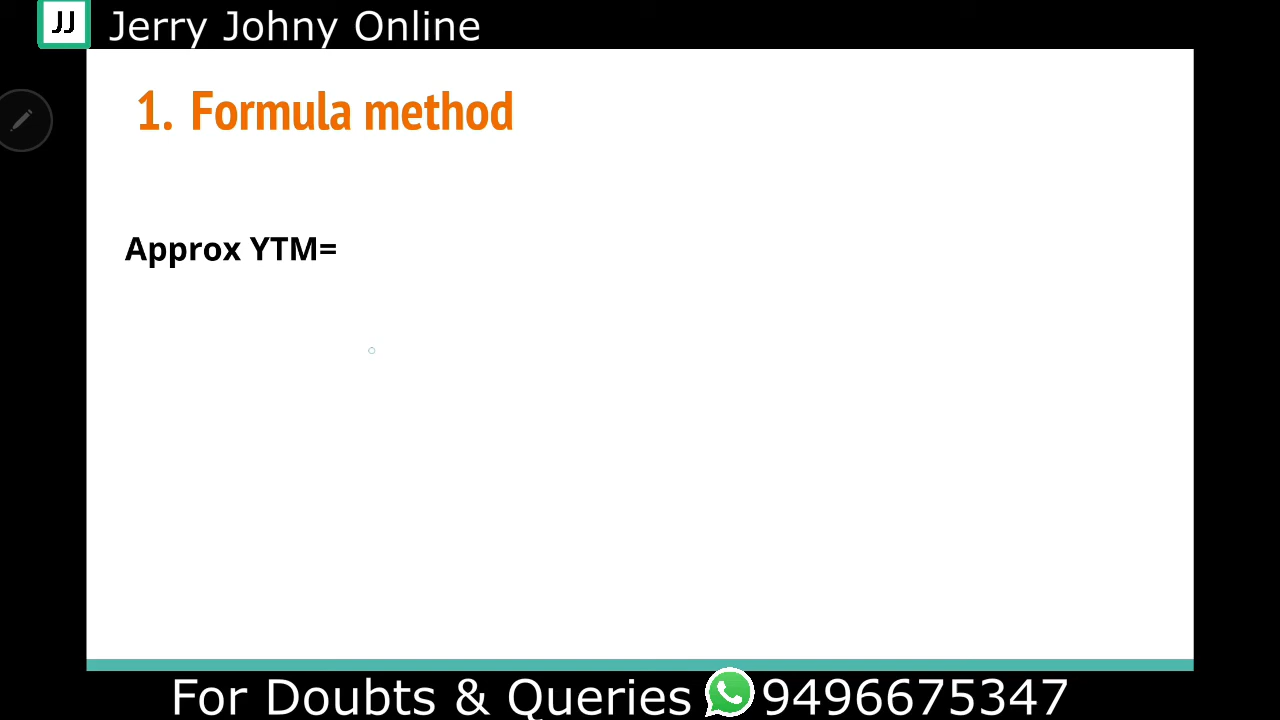 JJ Jerry Johny Online
1. Formula method
Approx YTM=
For Doubts & Queries 9496675347